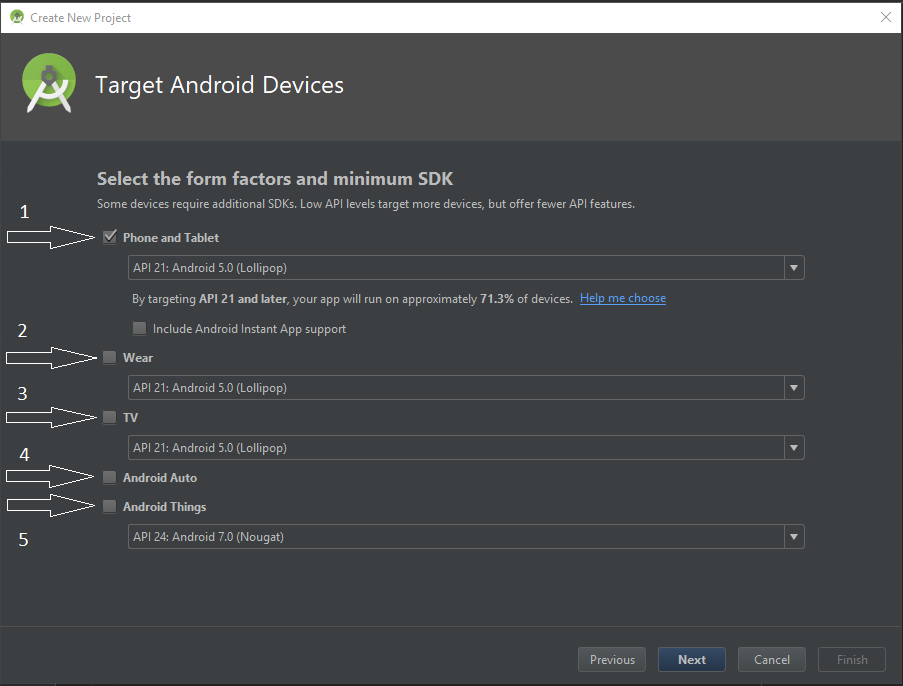 Create New Project
Target Android Devices
Select the form factors and minimum SDK
Some devices require additional SDKs. Low API levels target more devices, but offer fewer API features.
1
Phone and Tablet
API 21: Android 5.0 (Lollipop)
By targeting API 21 and later, your app will run on approximately 71.3% of devices. Help me choose
Include Android Instant App support
2
Wear
API 21: Android 5.0 (Lollipop)
3
TV
API 21: Android 5.0 (Lollipop)
4
Android Auto
Android Things
API 24: Android 7.0 (Nougat)
5
Previous Next Cancel Finish